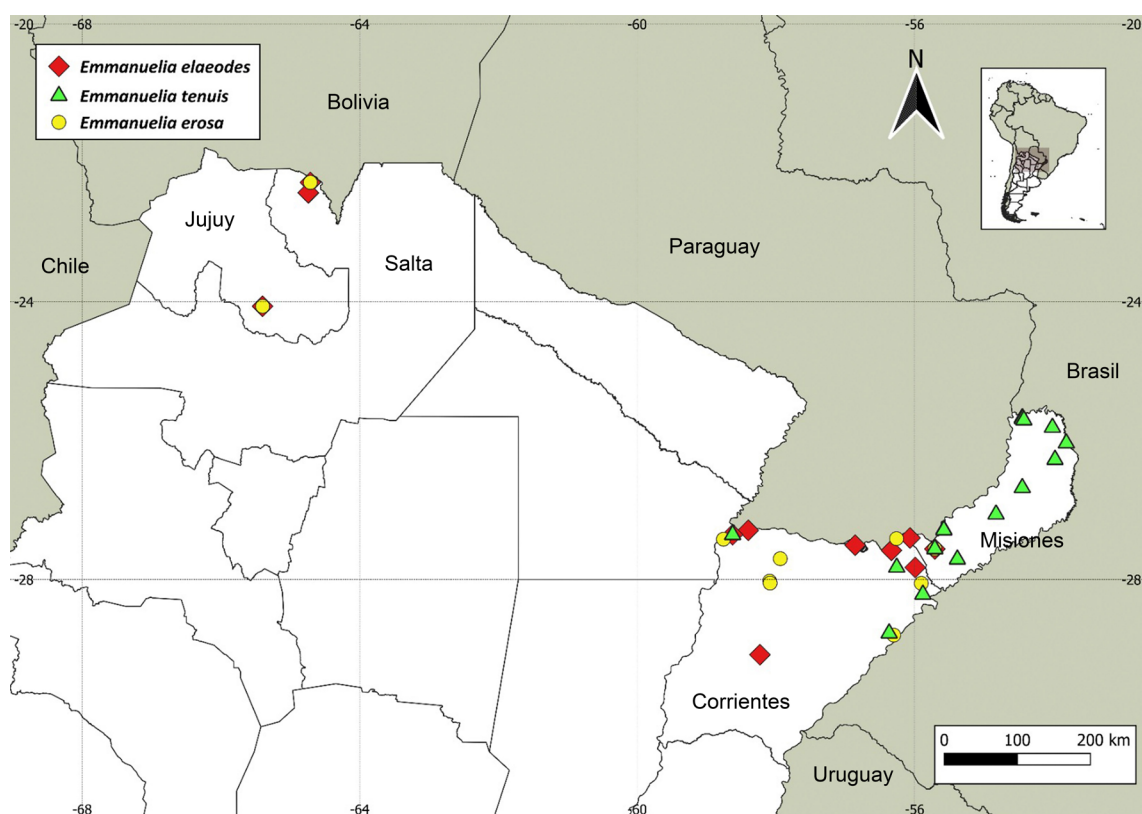 -68 -64 -60 -56 -20
-20
Emmanuelia elaeodes
Emmanuelia tenuis
Emmanuelia erosa
N
Bolivia
Jujuy
Paraguay
Chile
Salta
-24 -24
Brasil
Misiones
-28 -28
Corrientes
0 100 200 km
Uruguay
-68 -64 -60 -56